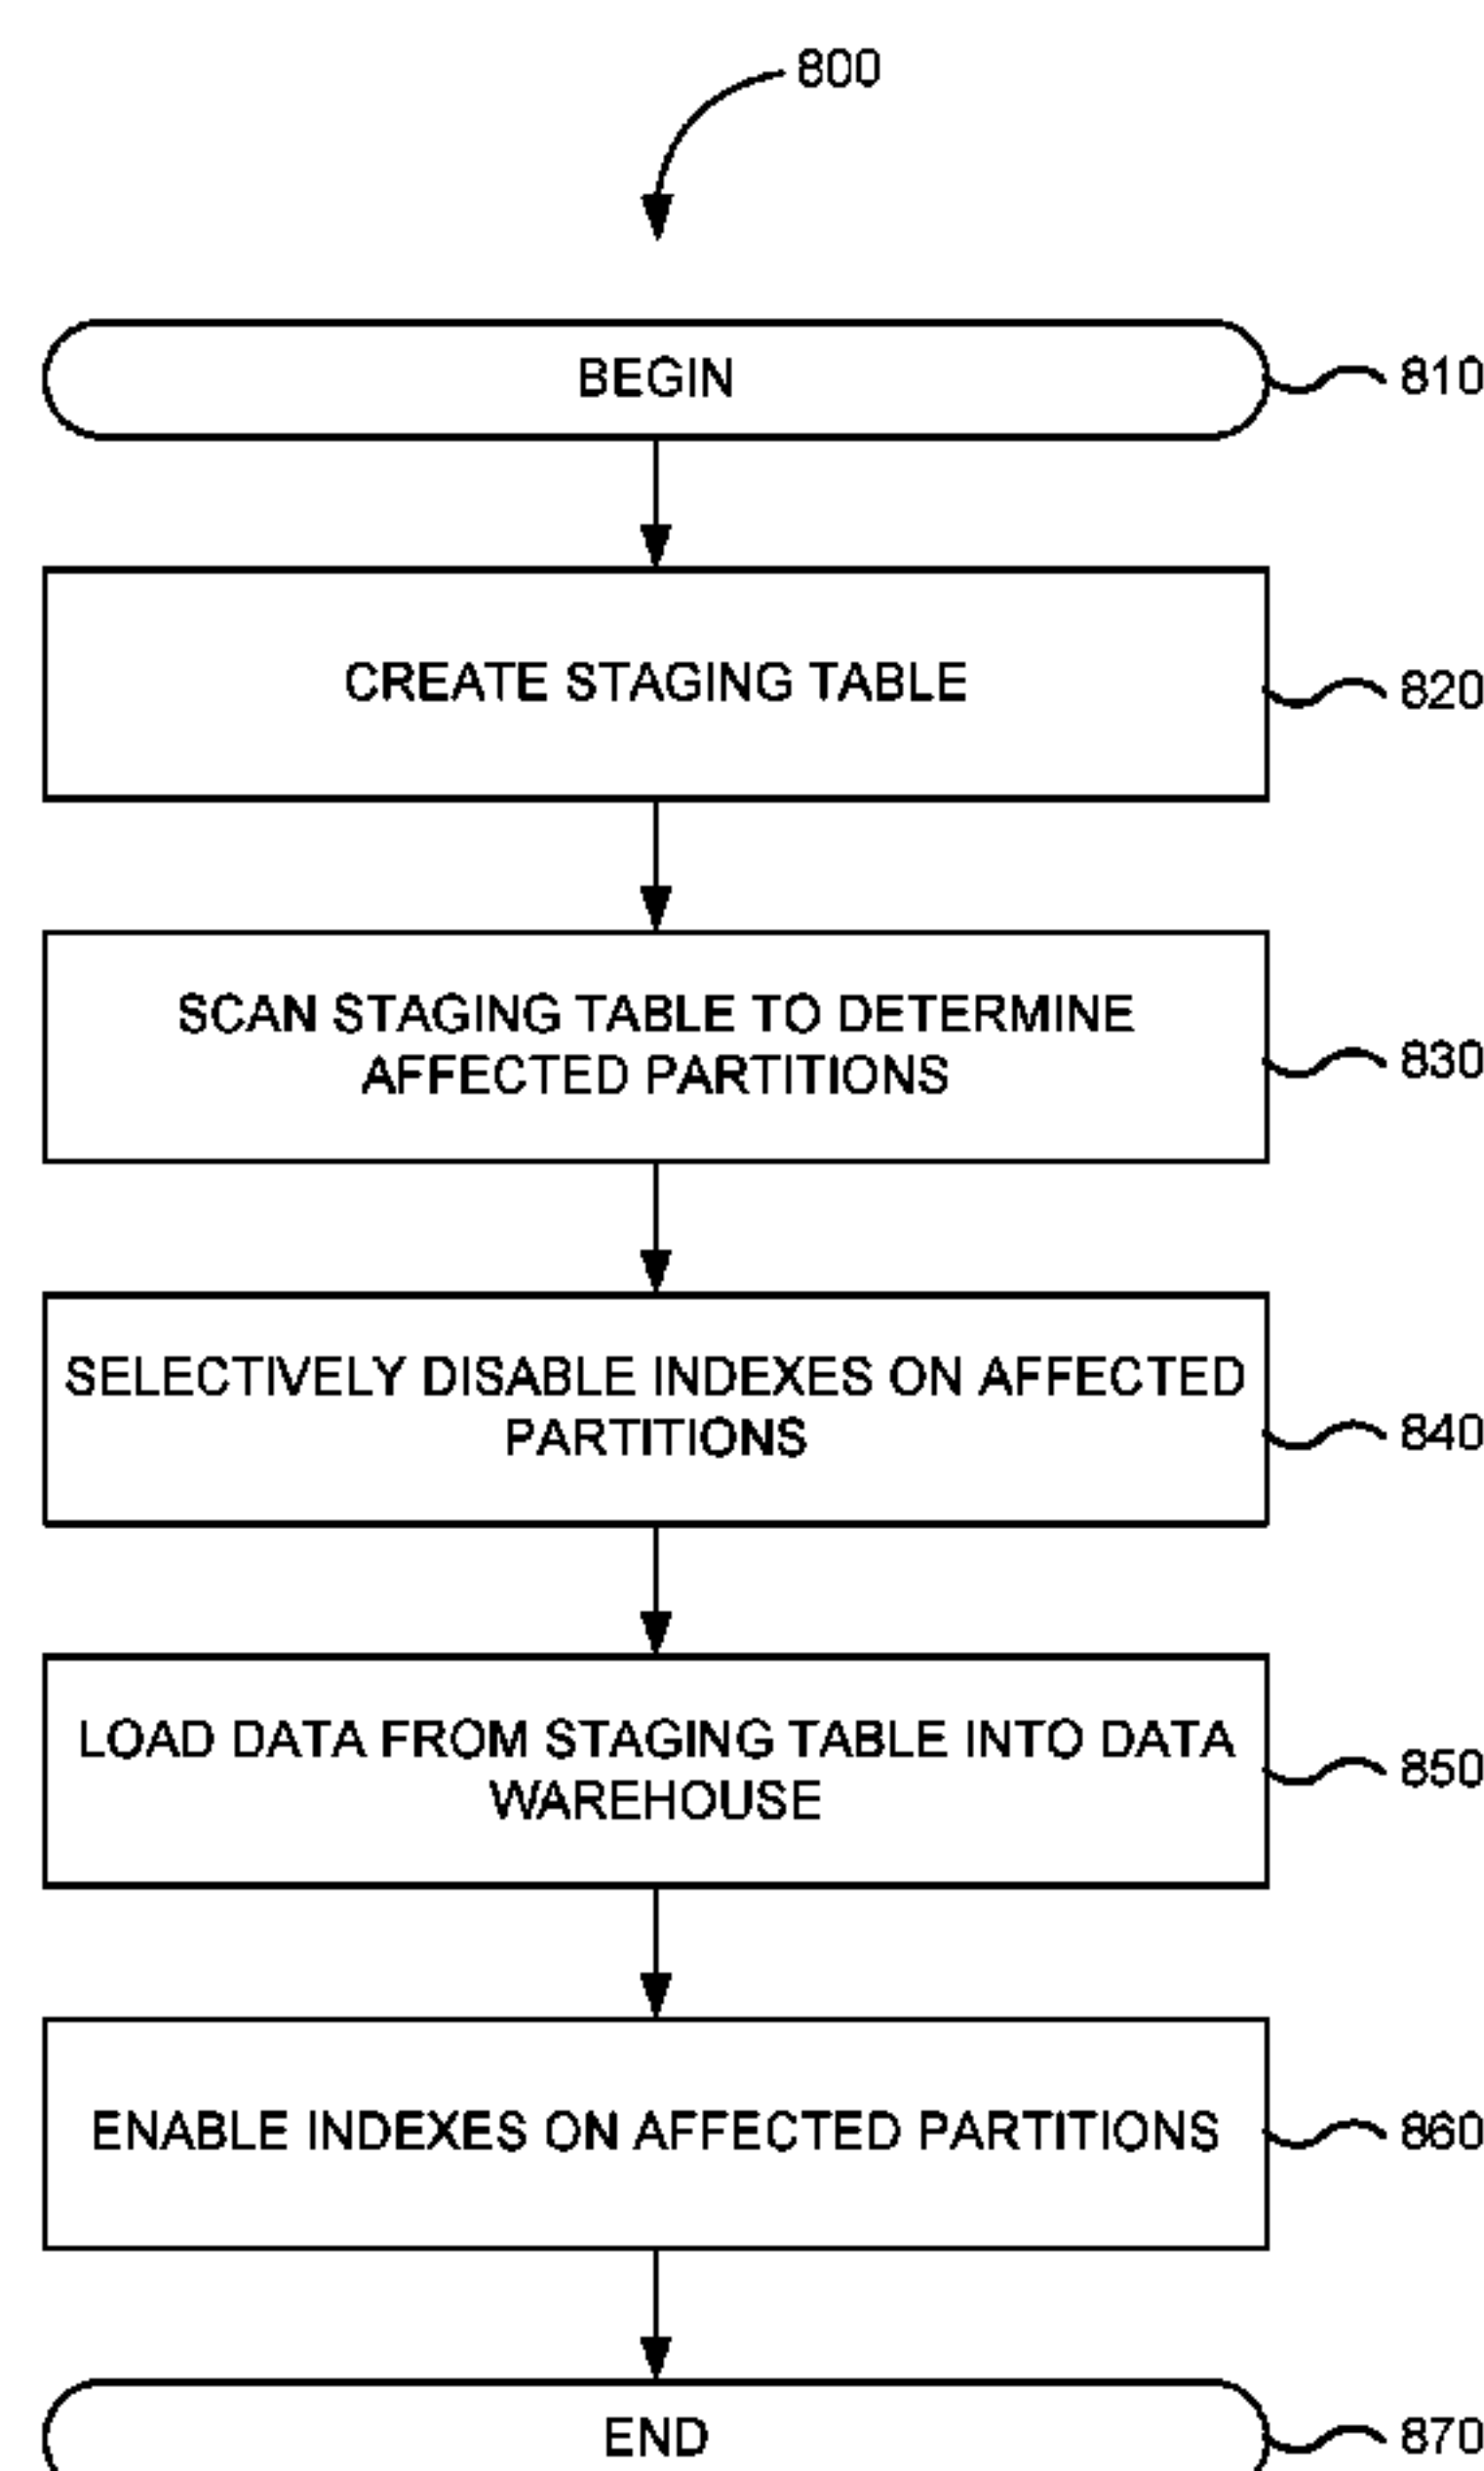 800
BEGIN
810
CREATE STAGING TABLE
820
SCAN STAGING TABLE TO DETERMINE
AFFECTED PARTITIONS
830
SELECTIVELY DISABLE INDEXES ON AFFECTED
PARTITIONS
840
LOAD DATA FROM STAGING TABLE INTO DATA
WAREHOUSE
850
ENABLE INDEXES ON AFFECTED PARTITIONS
860
END
870